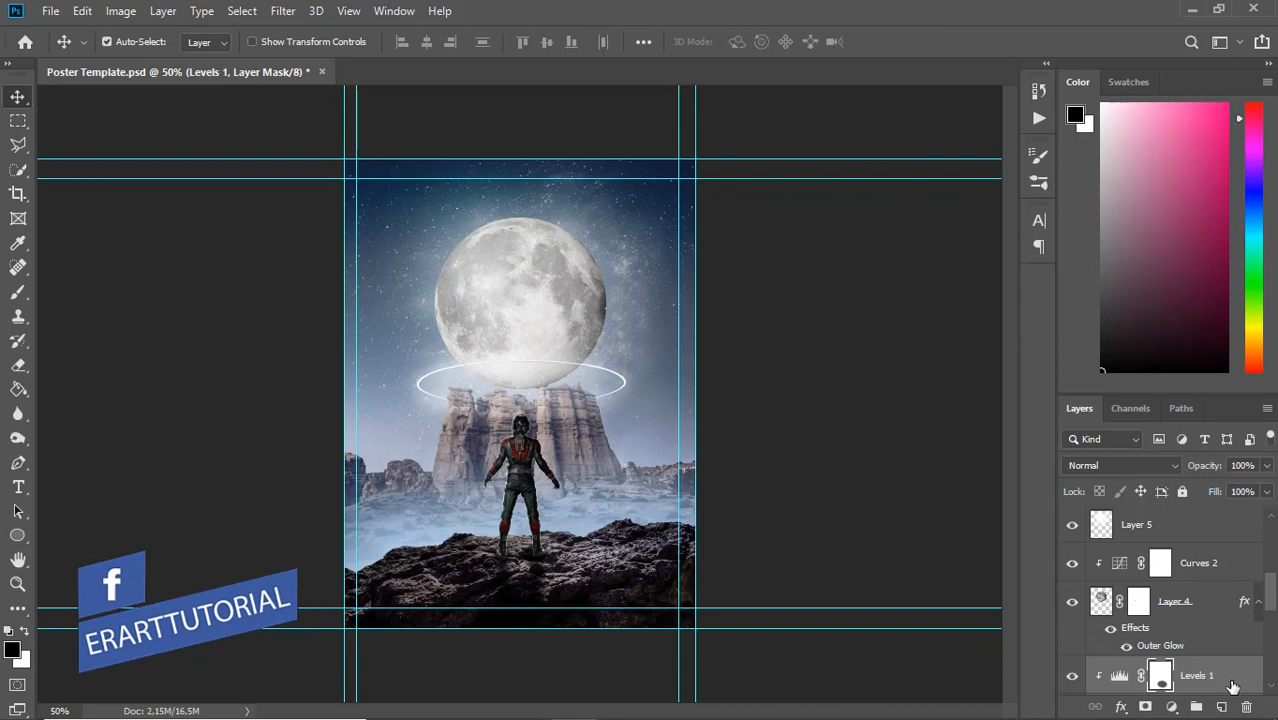 Ps File Edit Image Layer Type Select Filter 3D View Window Help
Auto-Select: Layer Show Transform Controls 3D Mode:
Poster Template.psd @ 50% (Levels 1, Layer Mask/8) * ×
Color Swatches
Layers Channels Paths
Kind
Normal Opacity: 100%
Lock: Fill: 100%
Layer 5
Curves 2
Layer 4 fx
Effects
Outer Glow
Levels 1
fx
f
ERARTTUTORIAL
50% Doc: 2,15M/16,5M